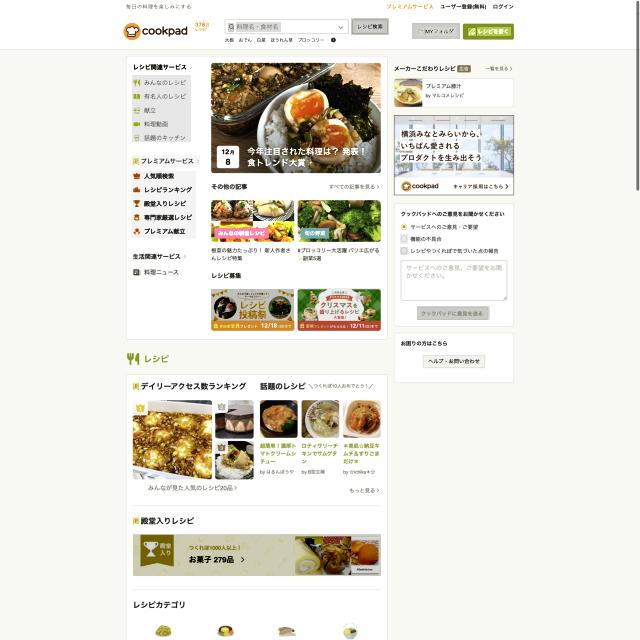 毎日の料理を楽しみにする
プレミアムサービス ユーザー登録(無料) ログイン
cookpad
376万
レシピ
料理名・食材名
レシピ検索
MYフォルダ
レシピを書く
大根 おでん 白菜 ほうれん草 ブロッコリー
レシピ関連サービス
みんなのレシピ
有名人のレシピ
献立
料理動画
話題のキッチン
プレミアムサービス
人気順検索
レシピランキング
殿堂入りレシピ
専門家厳選レシピ
プレミアム献立
生活関連サービス
料理ニュース
12月
8
今年注目された料理は? 発表!
食トレンド大賞
その他の記事
すべての記事を見る
みんなの副菜レシピ
旬の野菜
根菜の魅力たっぷり! 新人作者さんレシピ特集
#ブロッコリー大活躍 バリエ広がる
副菜5選
レシピ募集
レシピ
投稿祭
12/18
クリスマスを
盛り上げるレシピ
大募集!
12/11
メーカーこだわりレシピ 広告
一覧を見る
プレミアム豚汁
by マルコメレシピ
横浜みなとみらいから、
いちばん愛される
プロダクトを生み出そう
cookpad
キャリア採用はこちら
クックパッドへのご意見をお聞かせください
サービスへのご意見・ご要望
機能の不具合
レシピやつくれぽで気づいた点の報告
サービスへのご意見、ご要望をお聞かせください。
クックパッドに意見を送る
お困りの方はこちら
ヘルプ・お問い合わせ
レシピ
デイリーアクセス数ランキング
みんなが見た人気のレシピ20品
話題のレシピ
＼つくれぽ10人おめでとう!／
超簡単!濃厚トマトクリームシチュー
by はるんぼうや
ロティサリーチキンでサムゲタン
by B型主婦
もっと見る
殿堂入りレシピ
殿堂
入り
つくれぽ1000人以上!
お菓子 279品
レシピカテゴリ